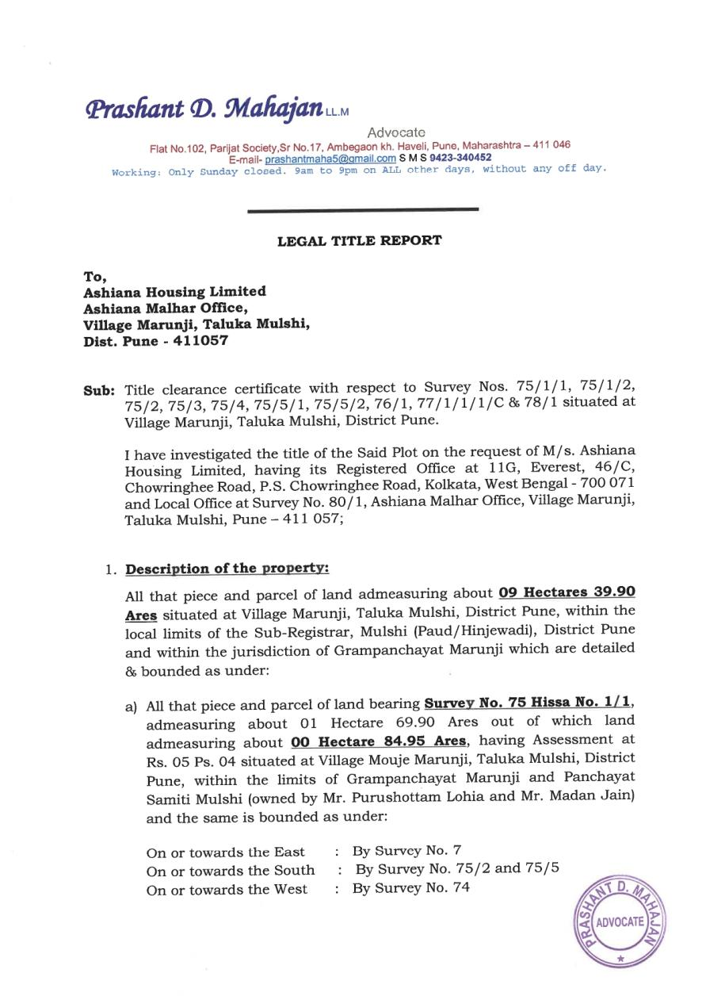 Prashant D. Mahajan LL.M
Advocate
Flat No.102, Parijat Society,Sr No.17, Ambegaon kh. Haveli, Pune, Maharashtra – 411 046
E-mail- prashantmaha5@gmail.com S M S 9423-340452
Working: Only Sunday closed. 9am to 9pm on ALL other days, without any off day.
LEGAL TITLE REPORT
To,
Ashiana Housing Limited
Ashiana Malhar Office,
Village Marunji, Taluka Mulshi,
Dist. Pune - 411057
Sub: Title clearance certificate with respect to Survey Nos. 75/1/1, 75/1/2,
75/2, 75/3, 75/4, 75/5/1, 75/5/2, 76/1, 77/1/1/1/C & 78/1 situated at
Village Marunji, Taluka Mulshi, District Pune.
I have investigated the title of the Said Plot on the request of M/s. Ashiana
Housing Limited, having its Registered Office at 11G, Everest, 46/C,
Chowringhee Road, P.S. Chowringhee Road, Kolkata, West Bengal - 700 071
and Local Office at Survey No. 80/1, Ashiana Malhar Office, Village Marunji,
Taluka Mulshi, Pune – 411 057;
1. Description of the property:
All that piece and parcel of land admeasuring about 09 Hectares 39.90
Ares situated at Village Marunji, Taluka Mulshi, District Pune, within the
local limits of the Sub-Registrar, Mulshi (Paud/Hinjewadi), District Pune
and within the jurisdiction of Grampanchayat Marunji which are detailed
& bounded as under:
a) All that piece and parcel of land bearing Survey No. 75 Hissa No. 1/1,
admeasuring about 01 Hectare 69.90 Ares out of which land
admeasuring about 00 Hectare 84.95 Ares, having Assessment at
Rs. 05 Ps. 04 situated at Village Mouje Marunji, Taluka Mulshi, District
Pune, within the limits of Grampanchayat Marunji and Panchayat
Samiti Mulshi (owned by Mr. Purushottam Lohia and Mr. Madan Jain)
and the same is bounded as under:
On or towards the East : By Survey No. 7
On or towards the South : By Survey No. 75/2 and 75/5
On or towards the West : By Survey No. 74
PRASHANT D. MAHAJAN
ADVOCATE